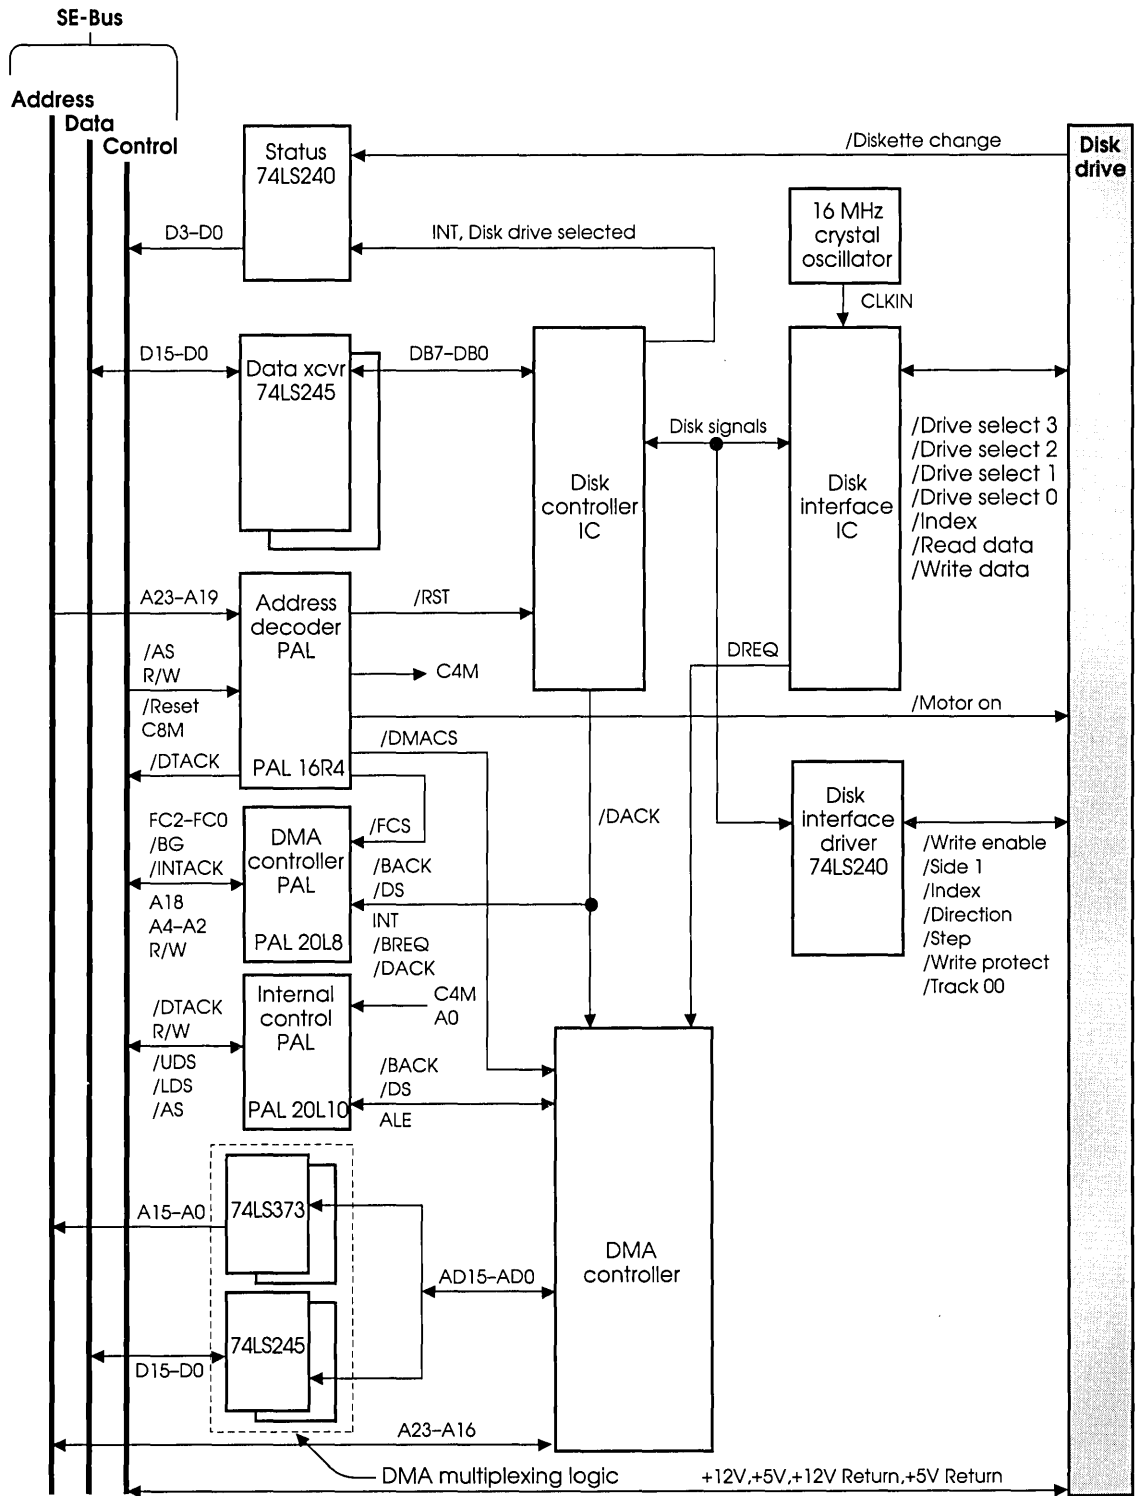 SE-Bus
Address
Data
Control
Status
74LS240
/Diskette change
Disk
drive
D3–D0
INT, Disk drive selected
16 MHz
crystal
oscillator
CLKIN
D15–D0
Data xcvr
74LS245
DB7–DB0
Disk signals
Disk
controller
IC
Disk
interface
IC
/Drive select 3
/Drive select 2
/Drive select 1
/Drive select 0
/Index
/Read data
/Write data
A23–A19
Address
decoder
PAL
/RST
/AS
R/W
/Reset
C8M
C4M
DREQ
/Motor on
/DTACK
PAL 16R4
/DMACS
FC2–FC0
/BG
/INTACK
A18
A4–A2
R/W
DMA
controller
PAL
PAL 20L8
/FCS
/BACK
/DS
INT
/BREQ
/DACK
/DACK
Disk
interface
driver
74LS240
/Write enable
/Side 1
/Index
/Direction
/Step
/Write protect
/Track 00
/DTACK
R/W
/UDS
/LDS
/AS
Internal
control
PAL
PAL 20L10
C4M
A0
/BACK
/DS
ALE
A15–A0
74LS373
AD15–AD0
DMA
controller
74LS245
D15–D0
A23–A16
DMA multiplexing logic
+12V,+5V,+12V Return,+5V Return